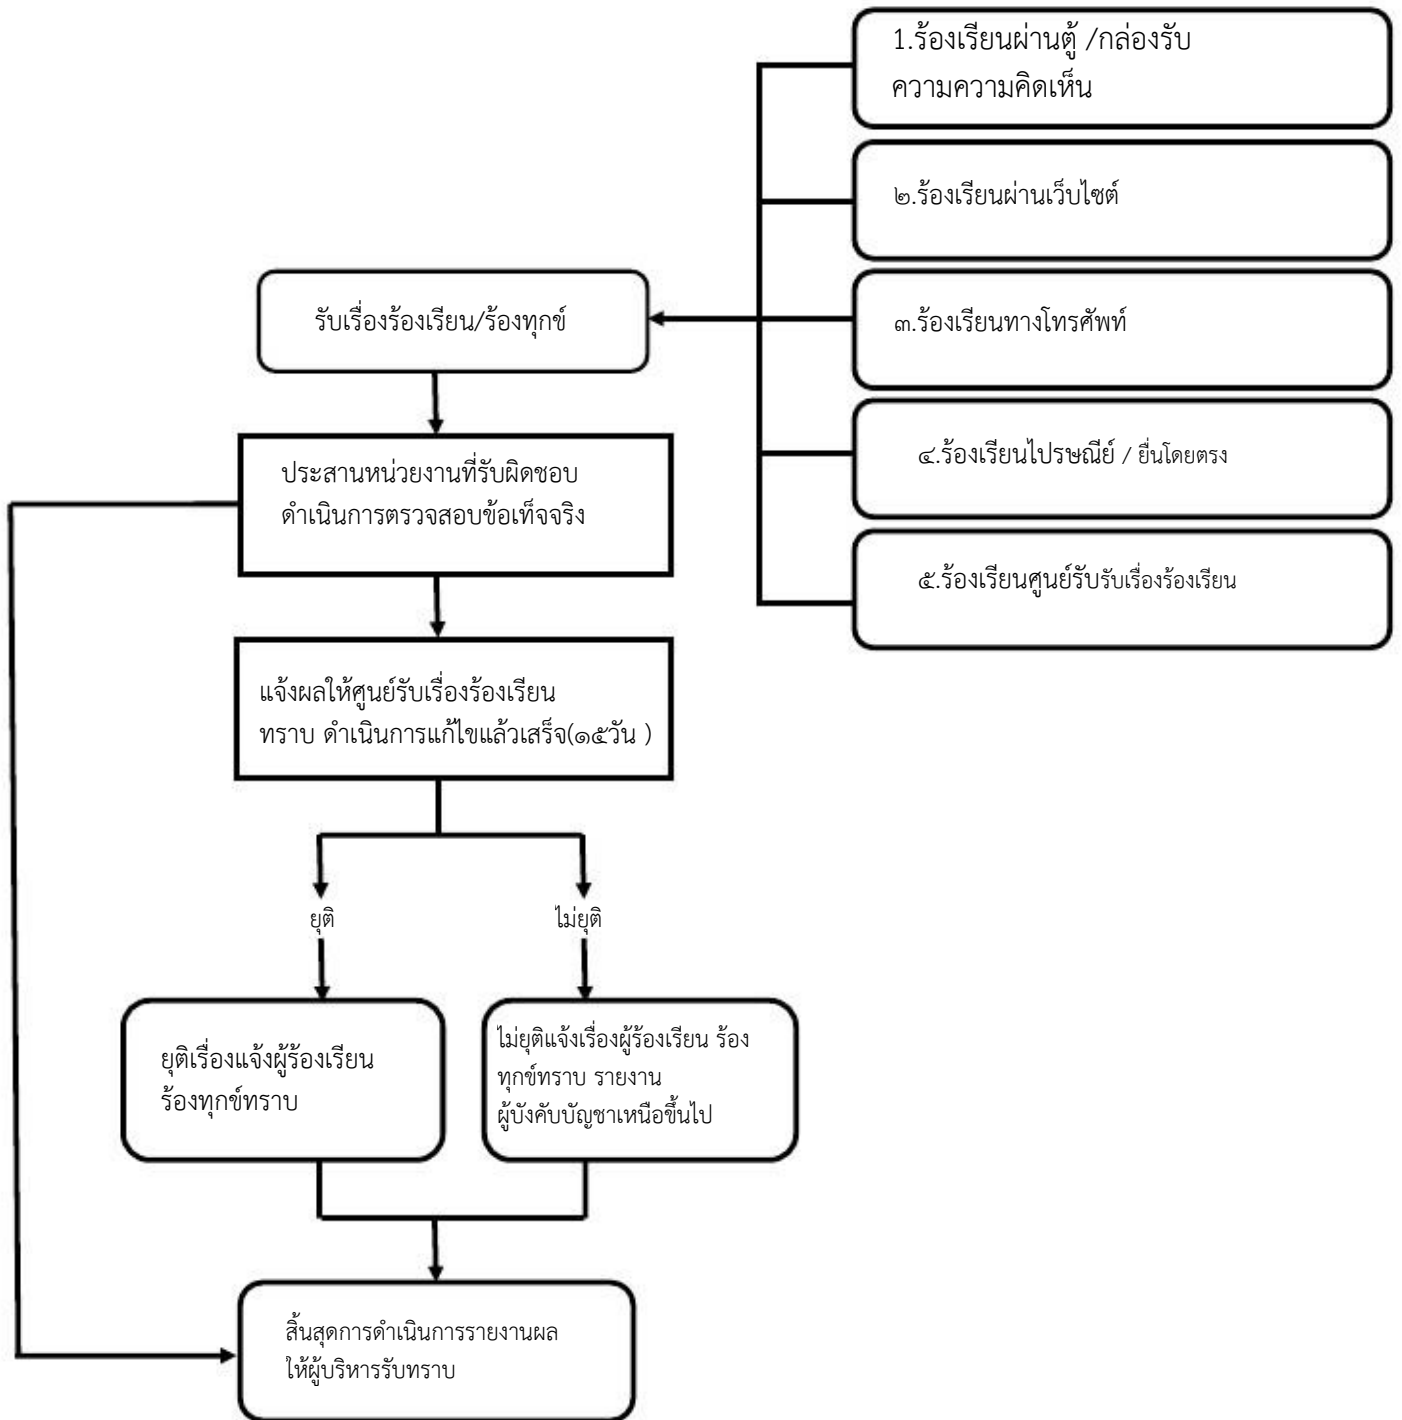 1.ร้องเรียนผ่านตู้ /กล่องรับ
ความความคิดเห็น
๒.ร้องเรียนผ่านเว็บไซต์
รับเรื่องร้องเรียน/ร้องทุกข์
๓.ร้องเรียนทางโทรศัพท์
ประสานหน่วยงานที่รับผิดชอบ
ดำเนินการตรวจสอบข้อเท็จจริง
๔.ร้องเรียนไปรษณีย์ / ยื่นโดยตรง
๕.ร้องเรียนศูนย์รับรับเรื่องร้องเรียน
แจ้งผลให้ศูนย์รับเรื่องร้องเรียน
ทราบ ดำเนินการแก้ไขแล้วเสร็จ(๑๕วัน )
ยุติ
ไม่ยุติ
ยุติเรื่องแจ้งผู้ร้องเรียน
ร้องทุกข์ทราบ
ไม่ยุติแจ้งเรื่องผู้ร้องเรียน ร้อง
ทุกข์ทราบ รายงาน
ผู้บังคับบัญชาเหนือขึ้นไป
สิ้นสุดการดำเนินการรายงานผล
ให้ผู้บริหารรับทราบ